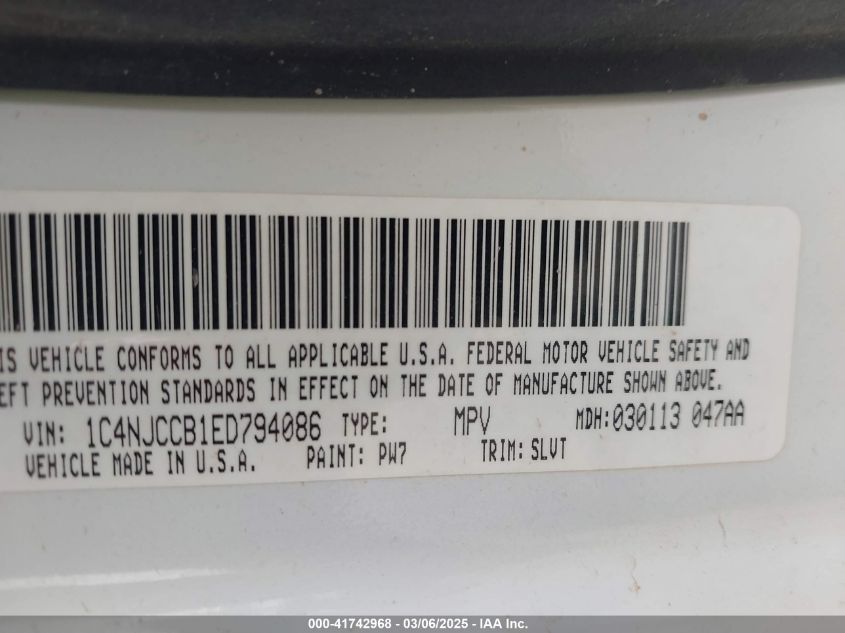 IS VEHICLE CONFORMS TO ALL APPLICABLE U.S.A. FEDERAL MOTOR VEHICLE SAFETY AND
EFT PREVENTION STANDARDS IN EFFECT ON THE DATE OF MANUFACTURE SHOWN ABOVE.
VIN: 1C4NJCCB1ED794086 TYPE: MPV MDH:030113 047AA
VEHICLE MADE IN U.S.A. PAINT: PW7 TRIM: SLVT
000-41742968 - 03/06/2025 - IAA Inc.